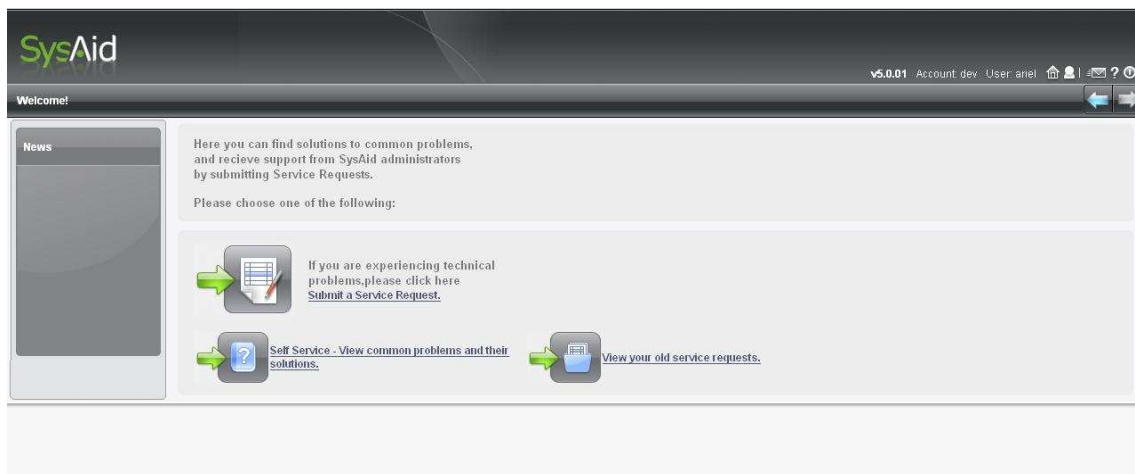 SysAid
v5.0.01 Account: dev User: ariel
?
Welcome!
News
Here you can find solutions to common problems,
and recieve support from SysAid administrators
by submitting Service Requests.
Please choose one of the following:
If you are experiencing technical
problems,please click here
Submit a Service Request.
Self Service - View common problems and their
solutions.
View your old service requests.